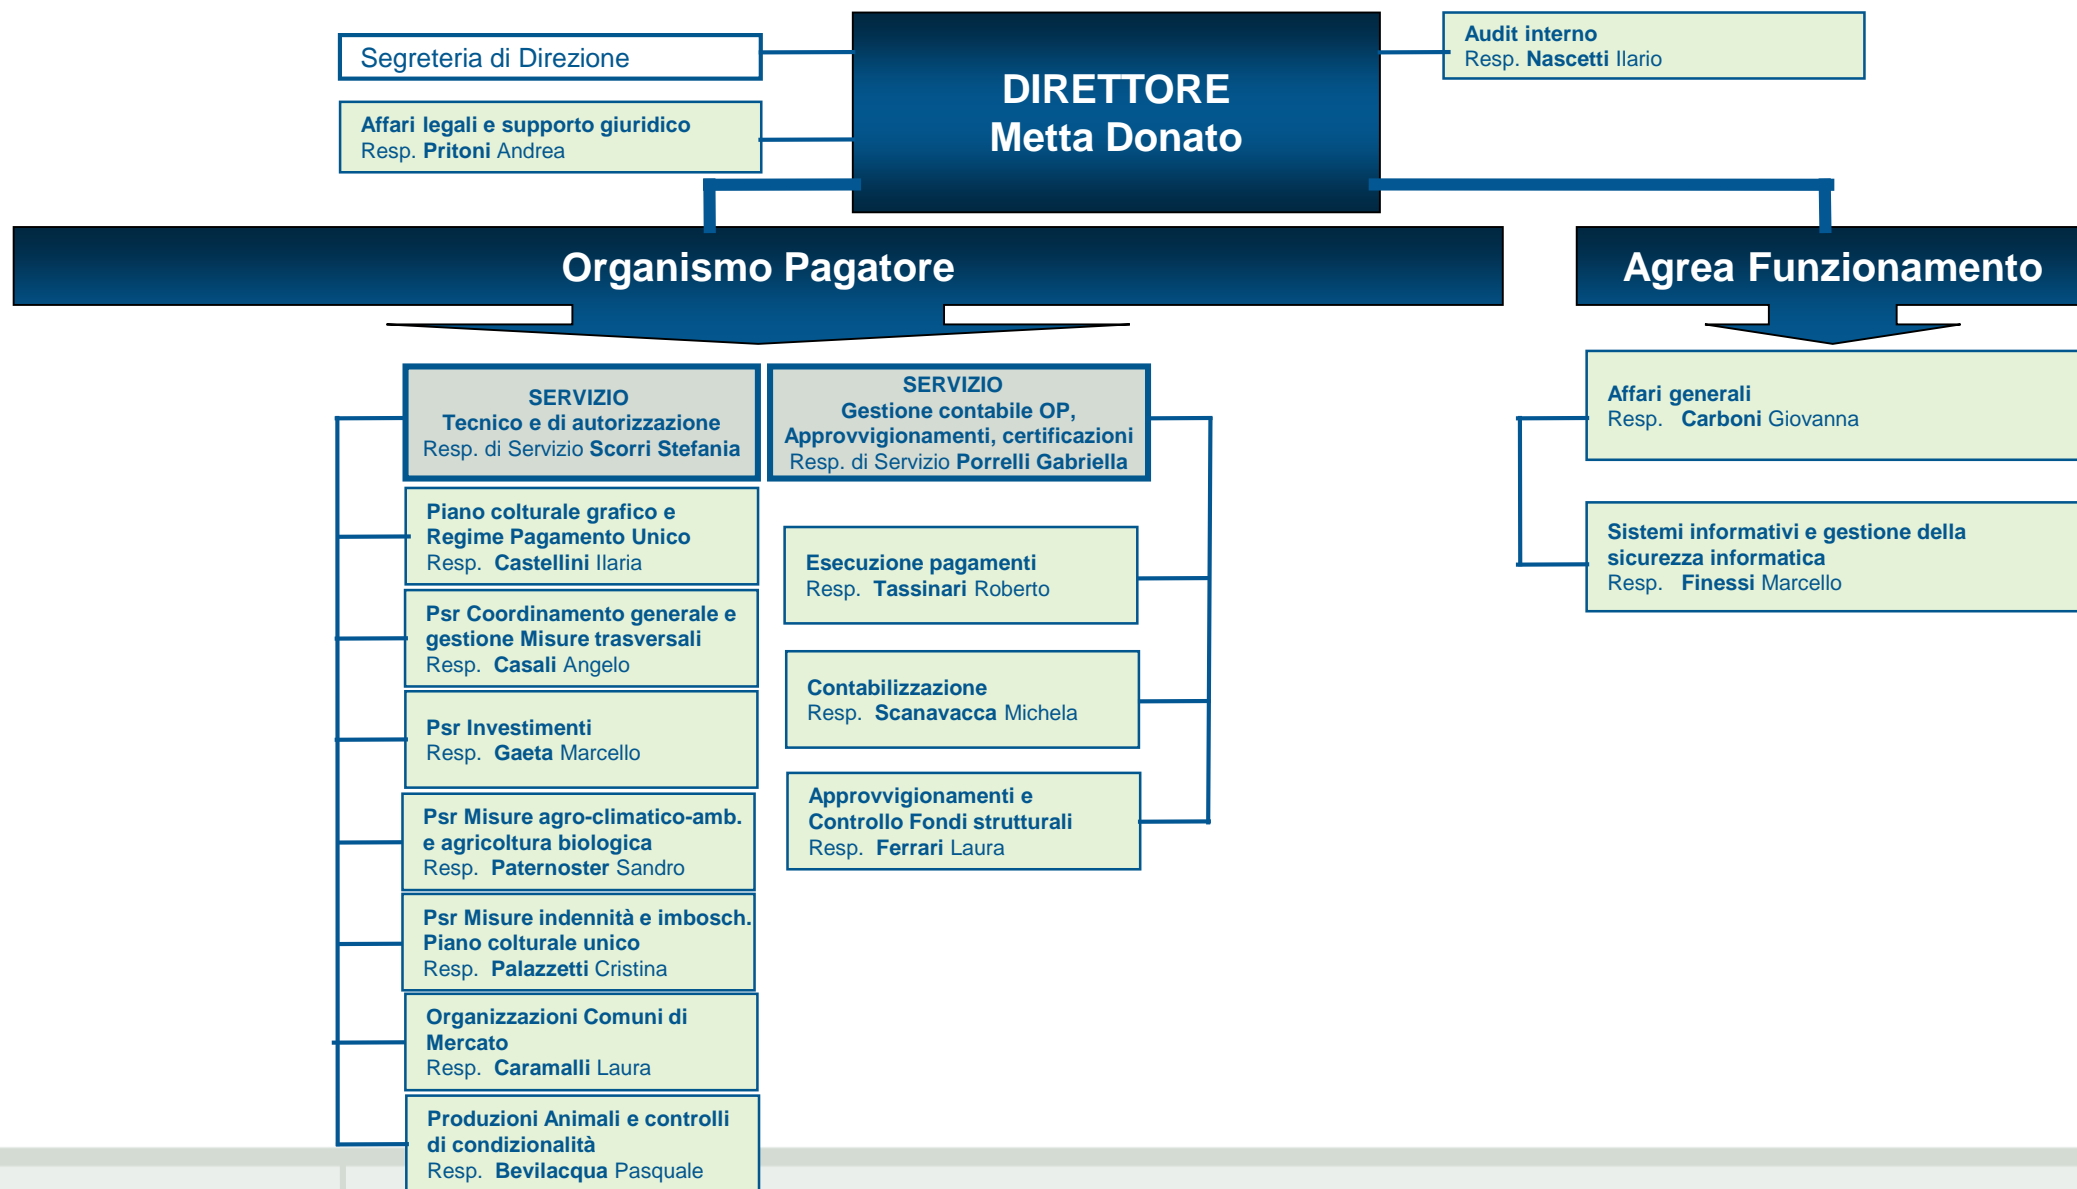 Segreteria di Direzione
Affari legali e supporto giuridico
Resp. Pritoni Andrea
DIRETTORE
Metta Donato
Audit interno
Resp. Nascetti Ilario
Organismo Pagatore
Agrea Funzionamento
SERVIZIO
Tecnico e di autorizzazione
Resp. di Servizio Scorri Stefania
Piano colturale grafico e
Regime Pagamento Unico
Resp. Castellini Ilaria
Psr Coordinamento generale e
gestione Misure trasversali
Resp. Casali Angelo
Psr Investimenti
Resp. Gaeta Marcello
Psr Misure agro-climatico-amb.
e agricoltura biologica
Resp. Paternoster Sandro
Psr Misure indennità e imbosch.
Piano colturale unico
Resp. Palazzetti Cristina
Organizzazioni Comuni di
Mercato
Resp. Caramalli Laura
Produzioni Animali e controlli
di condizionalità
Resp. Bevilacqua Pasquale
SERVIZIO
Gestione contabile OP,
Approvvigionamenti, certificazioni
Resp. di Servizio Porrelli Gabriella
Esecuzione pagamenti
Resp. Tassinari Roberto
Contabilizzazione
Resp. Scanavacca Michela
Approvvigionamenti e
Controllo Fondi strutturali
Resp. Ferrari Laura
Affari generali
Resp. Carboni Giovanna
Sistemi informativi e gestione della
sicurezza informatica
Resp. Finessi Marcello